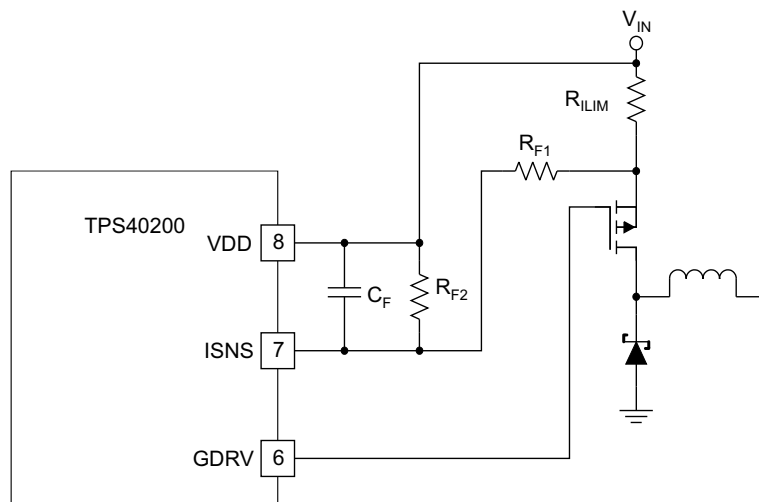 V_IN
R_ILIM
R_F1
TPS40200
VDD 8
C_F
R_F2
ISNS 7
GDRV 6